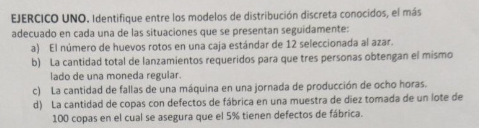 EJERCICO UNO. Identifique entre los modelos de distribución discreta conocidos, el más
adecuado en cada una de las situaciones que se presentan seguidamente:
a) El número de huevos rotos en una caja estándar de 12 seleccionada al azar.
b) La cantidad total de lanzamientos requeridos para que tres personas obtengan el mismo
lado de una moneda regular.
c) La cantidad de fallas de una máquina en una jornada de producción de ocho horas.
d) La cantidad de copas con defectos de fábrica en una muestra de diez tomada de un lote de
100 copas en el cual se asegura que el 5% tienen defectos de fábrica.